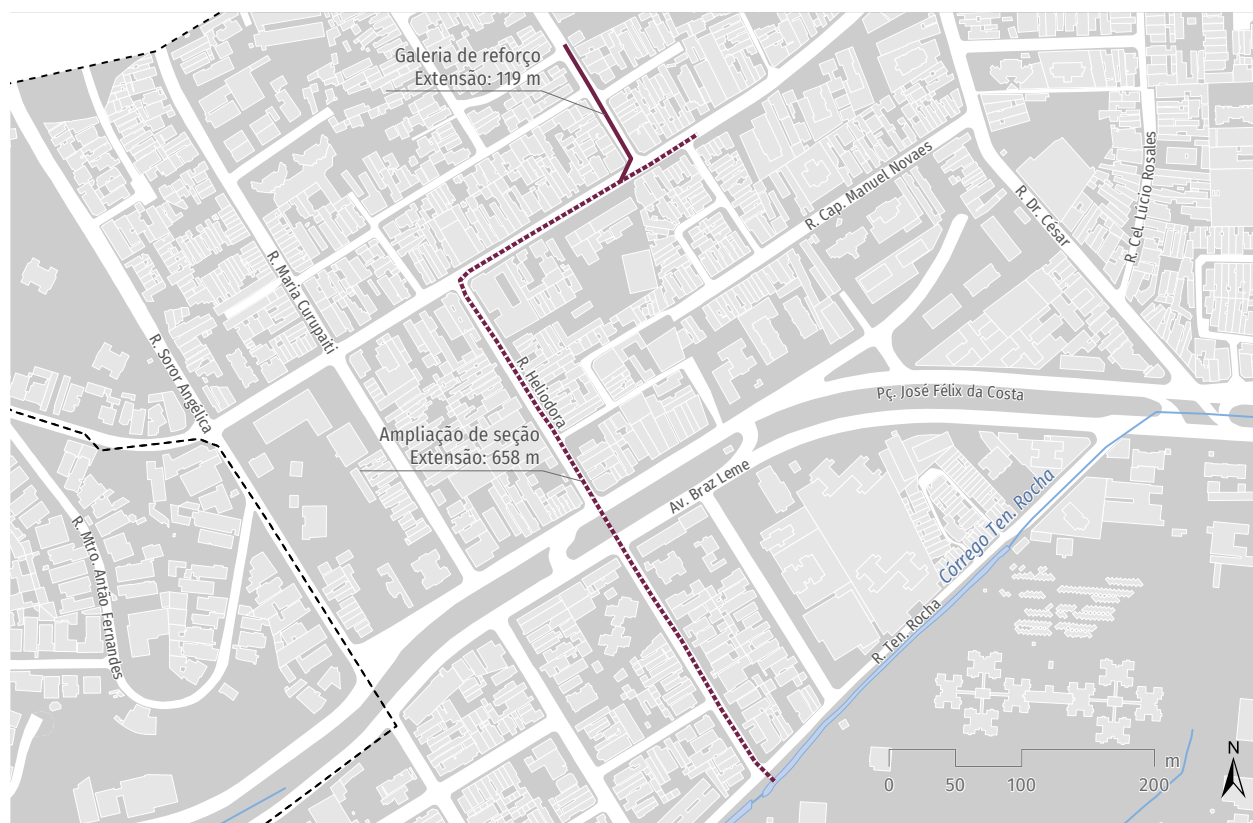 Galeria de reforço
Extensão: 119 m
R. Cap. Manuel Novaes
R. Cel. Lúcio Rosales
R. Dr. César
R. Maria Curupaiti
R. Soror Angélica
R. Heliodora
Pç. José Félix da Costa
Ampliação de seção
Extensão: 658 m
Av. Braz Leme
Córrego Ten. Rocha
R. Mtro. Antão Fernandes
R. Ten. Rocha
N
m
0 50 100 200